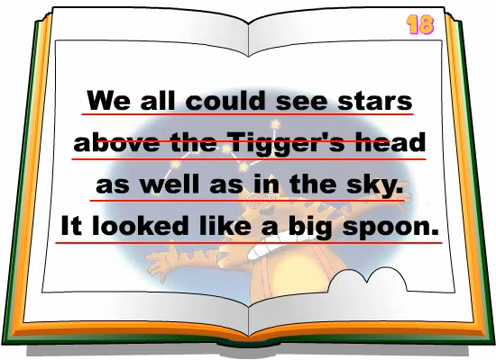 18
We all could see stars
above the Tigger's head
as well as in the sky.
It looked like a big spoon.